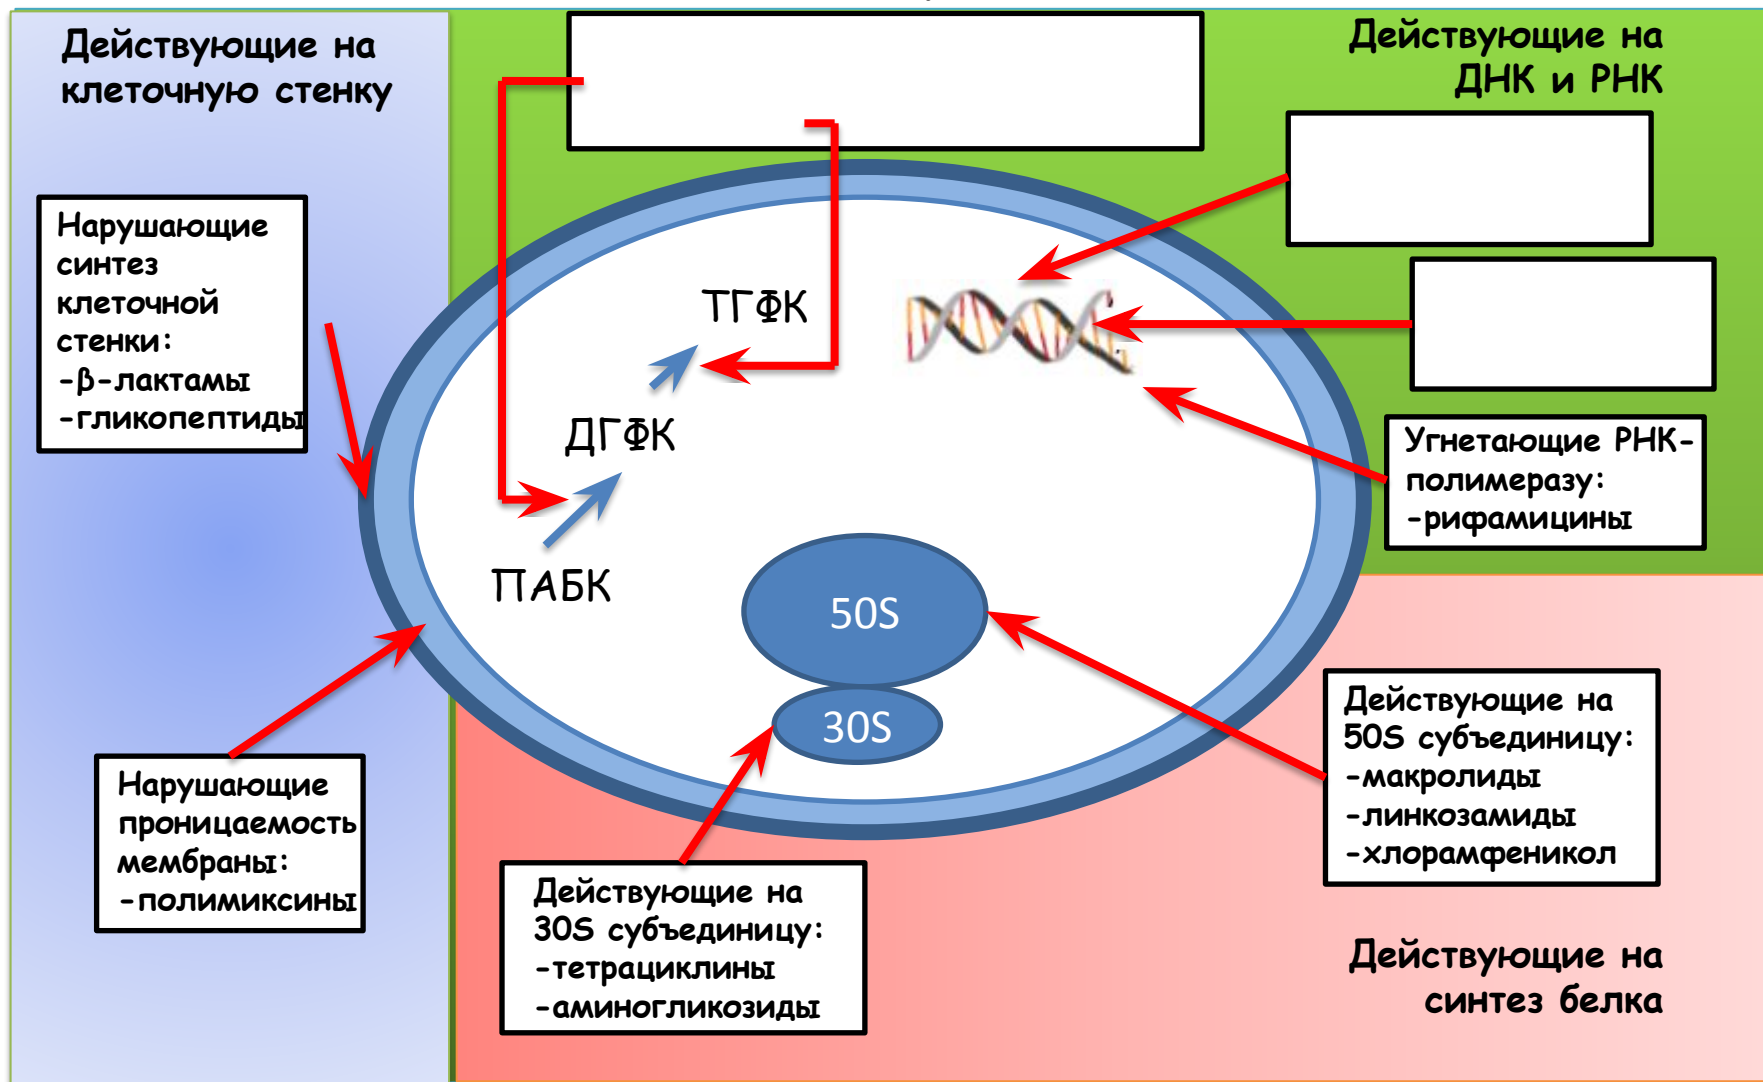 Действующие на
клеточную стенку
Действующие на
ДНК и РНК
Нарушающие
синтез
клеточной
стенки:
-β-лактамы
-гликопептиды
ТГФК
ДГФК
ПАБК
Угнетающие РНК-
полимеразу:
-рифамицины
50S
30S
Нарушающие
проницаемость
мембраны:
-полимиксины
Действующие на
30S субъединицу:
-тетрациклины
-аминогликозиды
Действующие на
50S субъединицу:
-макролиды
-линкозамиды
-хлорамфеникол
Действующие на
синтез белка